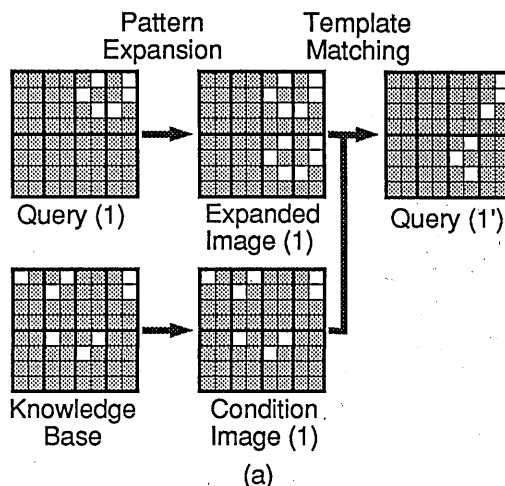 Pattern
Expansion
Template
Matching
Query (1)
Expanded
Image (1)
Query (1')
Knowledge
Base
Condition
Image (1)
(a)